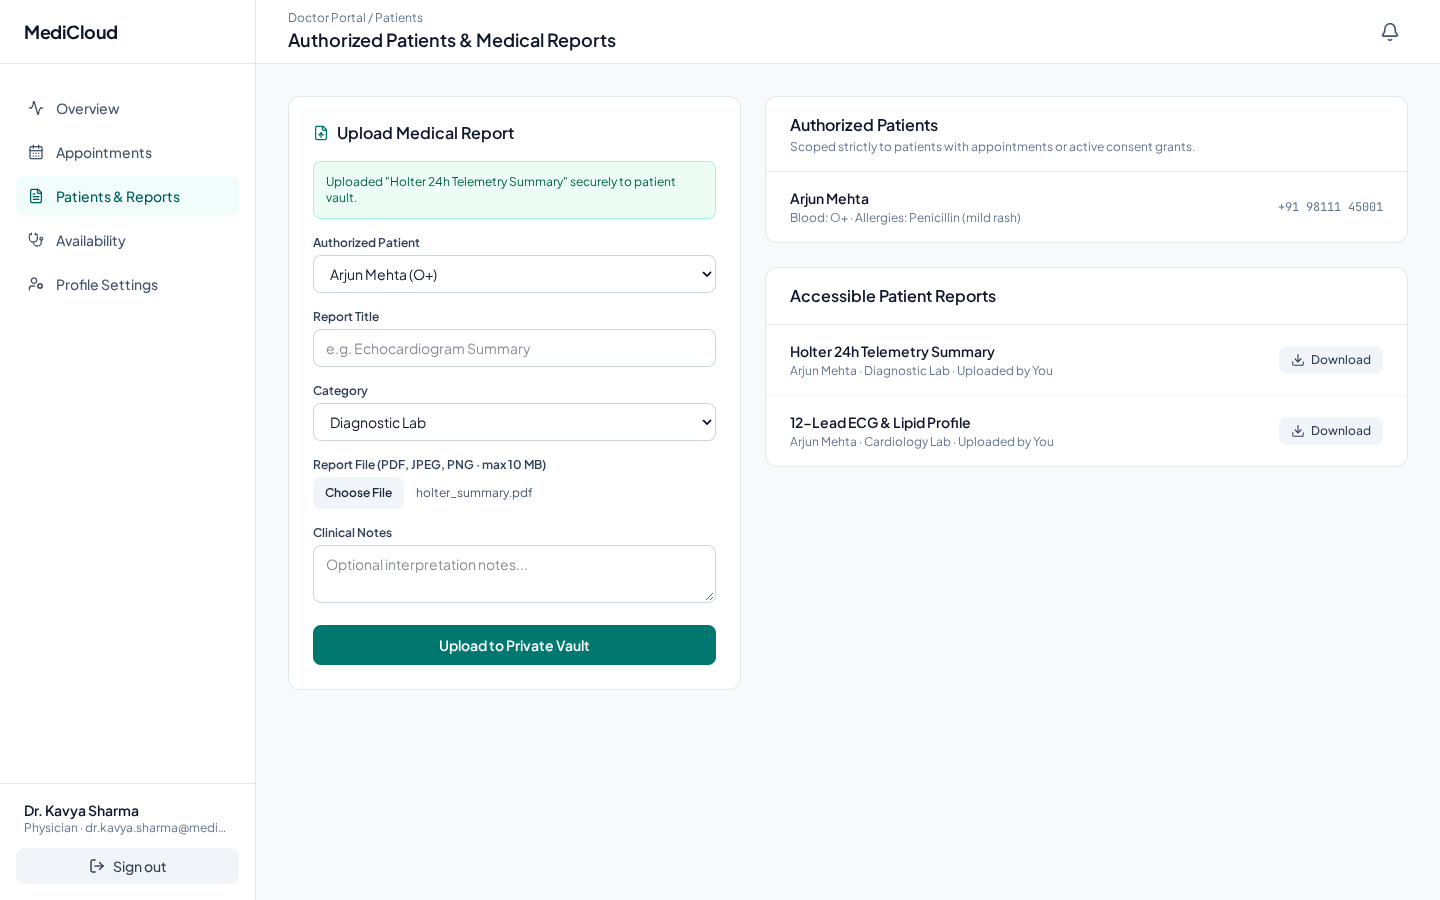 MediCloud
Overview
Appointments
Patients & Reports
Availability
Profile Settings
Dr. Kavya Sharma
Physician · dr.kavya.sharma@medi...
Sign out
Doctor Portal / Patients
Authorized Patients & Medical Reports
Upload Medical Report
Uploaded "Holter 24h Telemetry Summary" securely to patient
vault.
Authorized Patient
Arjun Mehta (O+)
Report Title
e.g. Echocardiogram Summary
Category
Diagnostic Lab
Report File (PDF, JPEG, PNG · max 10 MB)
Choose File holter_summary.pdf
Clinical Notes
Optional interpretation notes...
Upload to Private Vault
Authorized Patients
Scoped strictly to patients with appointments or active consent grants.
Arjun Mehta
Blood: O+ · Allergies: Penicillin (mild rash)
+91 98111 45001
Accessible Patient Reports
Holter 24h Telemetry Summary
Arjun Mehta · Diagnostic Lab · Uploaded by You
Download
12-Lead ECG & Lipid Profile
Arjun Mehta · Cardiology Lab · Uploaded by You
Download